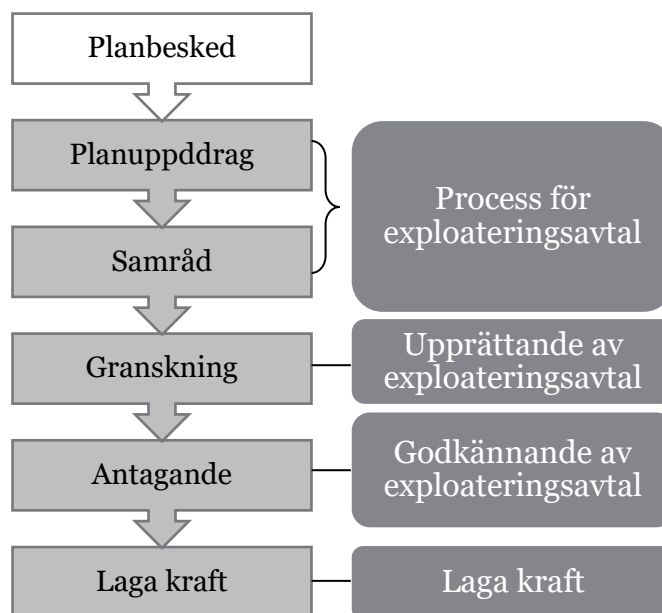 Planbesked
Planuppddrag
Samråd
Process för
exploateringsavtal
Granskning
Upprättande av
exploateringsavtal
Antagande
Godkännande av
exploateringsavtal
Laga kraft
Laga kraft